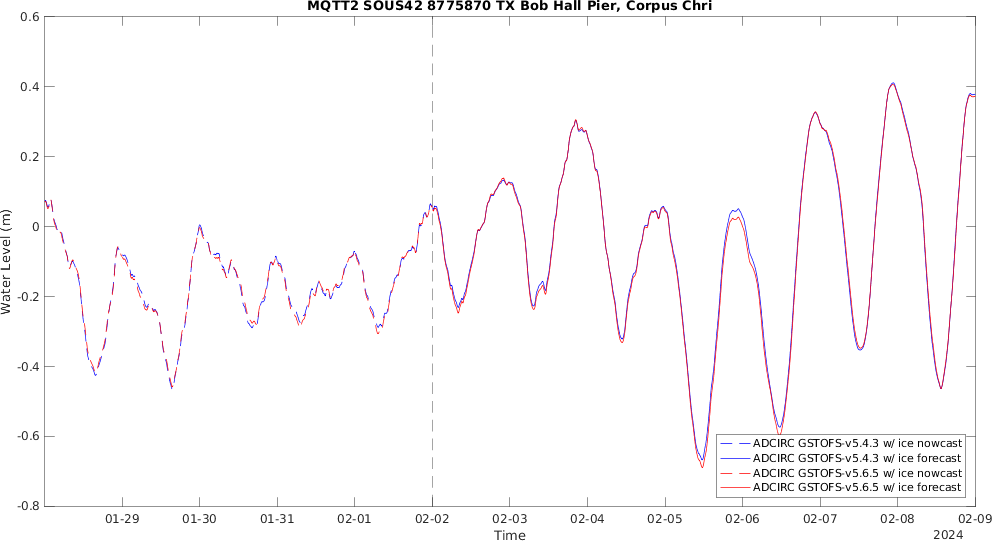 MQTT2 SOUS42 8775870 TX Bob Hall Pier, Corpus Chri
0.6
0.4
0.2
0
-0.2
-0.4
-0.6
-0.8
Water Level (m)
ADCIRC GSTOFS-v5.4.3 w/ ice nowcast
ADCIRC GSTOFS-v5.4.3 w/ ice forecast
ADCIRC GSTOFS-v5.6.5 w/ ice nowcast
ADCIRC GSTOFS-v5.6.5 w/ ice forecast
01-29 01-30 01-31 02-01 02-02 02-03 02-04 02-05 02-06 02-07 02-08 02-09
Time
2024